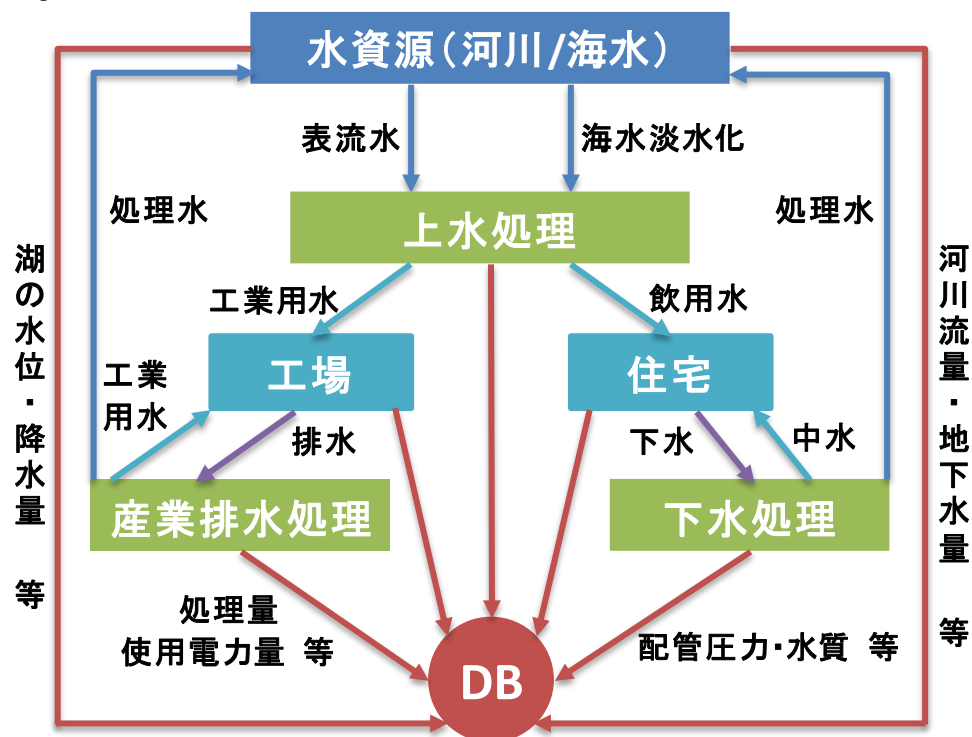 水資源（河川/海水）
表流水
海水淡水化
処理水
処理水
上水処理
湖の水位・降水量 等
河川流量・地下水量 等
工業用水
飲用水
工場
住宅
工業
用水
排水
下水
中水
産業排水処理
下水処理
処理量
使用電力量 等
配管圧力・水質 等
DB